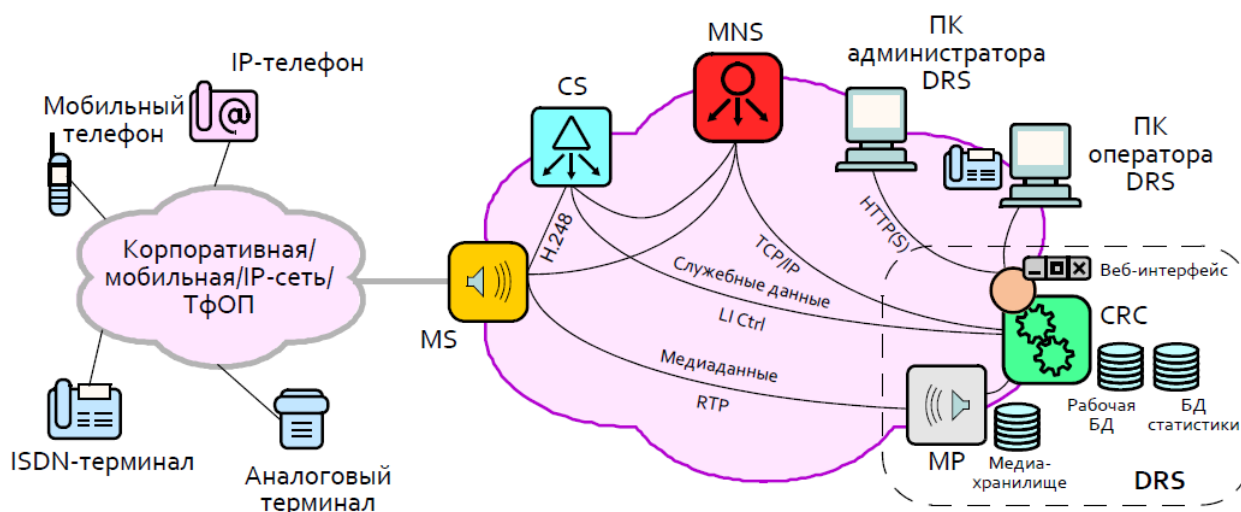 IP-телефон
Мобильный
телефон
Корпоративная/
мобильная/IP-сеть/
ТфОП
ISDN-терминал
Аналоговый
терминал
MNS
CS
ПК
администратора
DRS
ПК
оператора
DRS
H.248
MS
TCP/IP
HTTP(S)
Служебные данные
LI Ctrl
Медиаданные
RTP
Веб-интерфейс
CRC
Рабочая
БД
БД
статистики
MP
Медиа-
хранилище
DRS
@